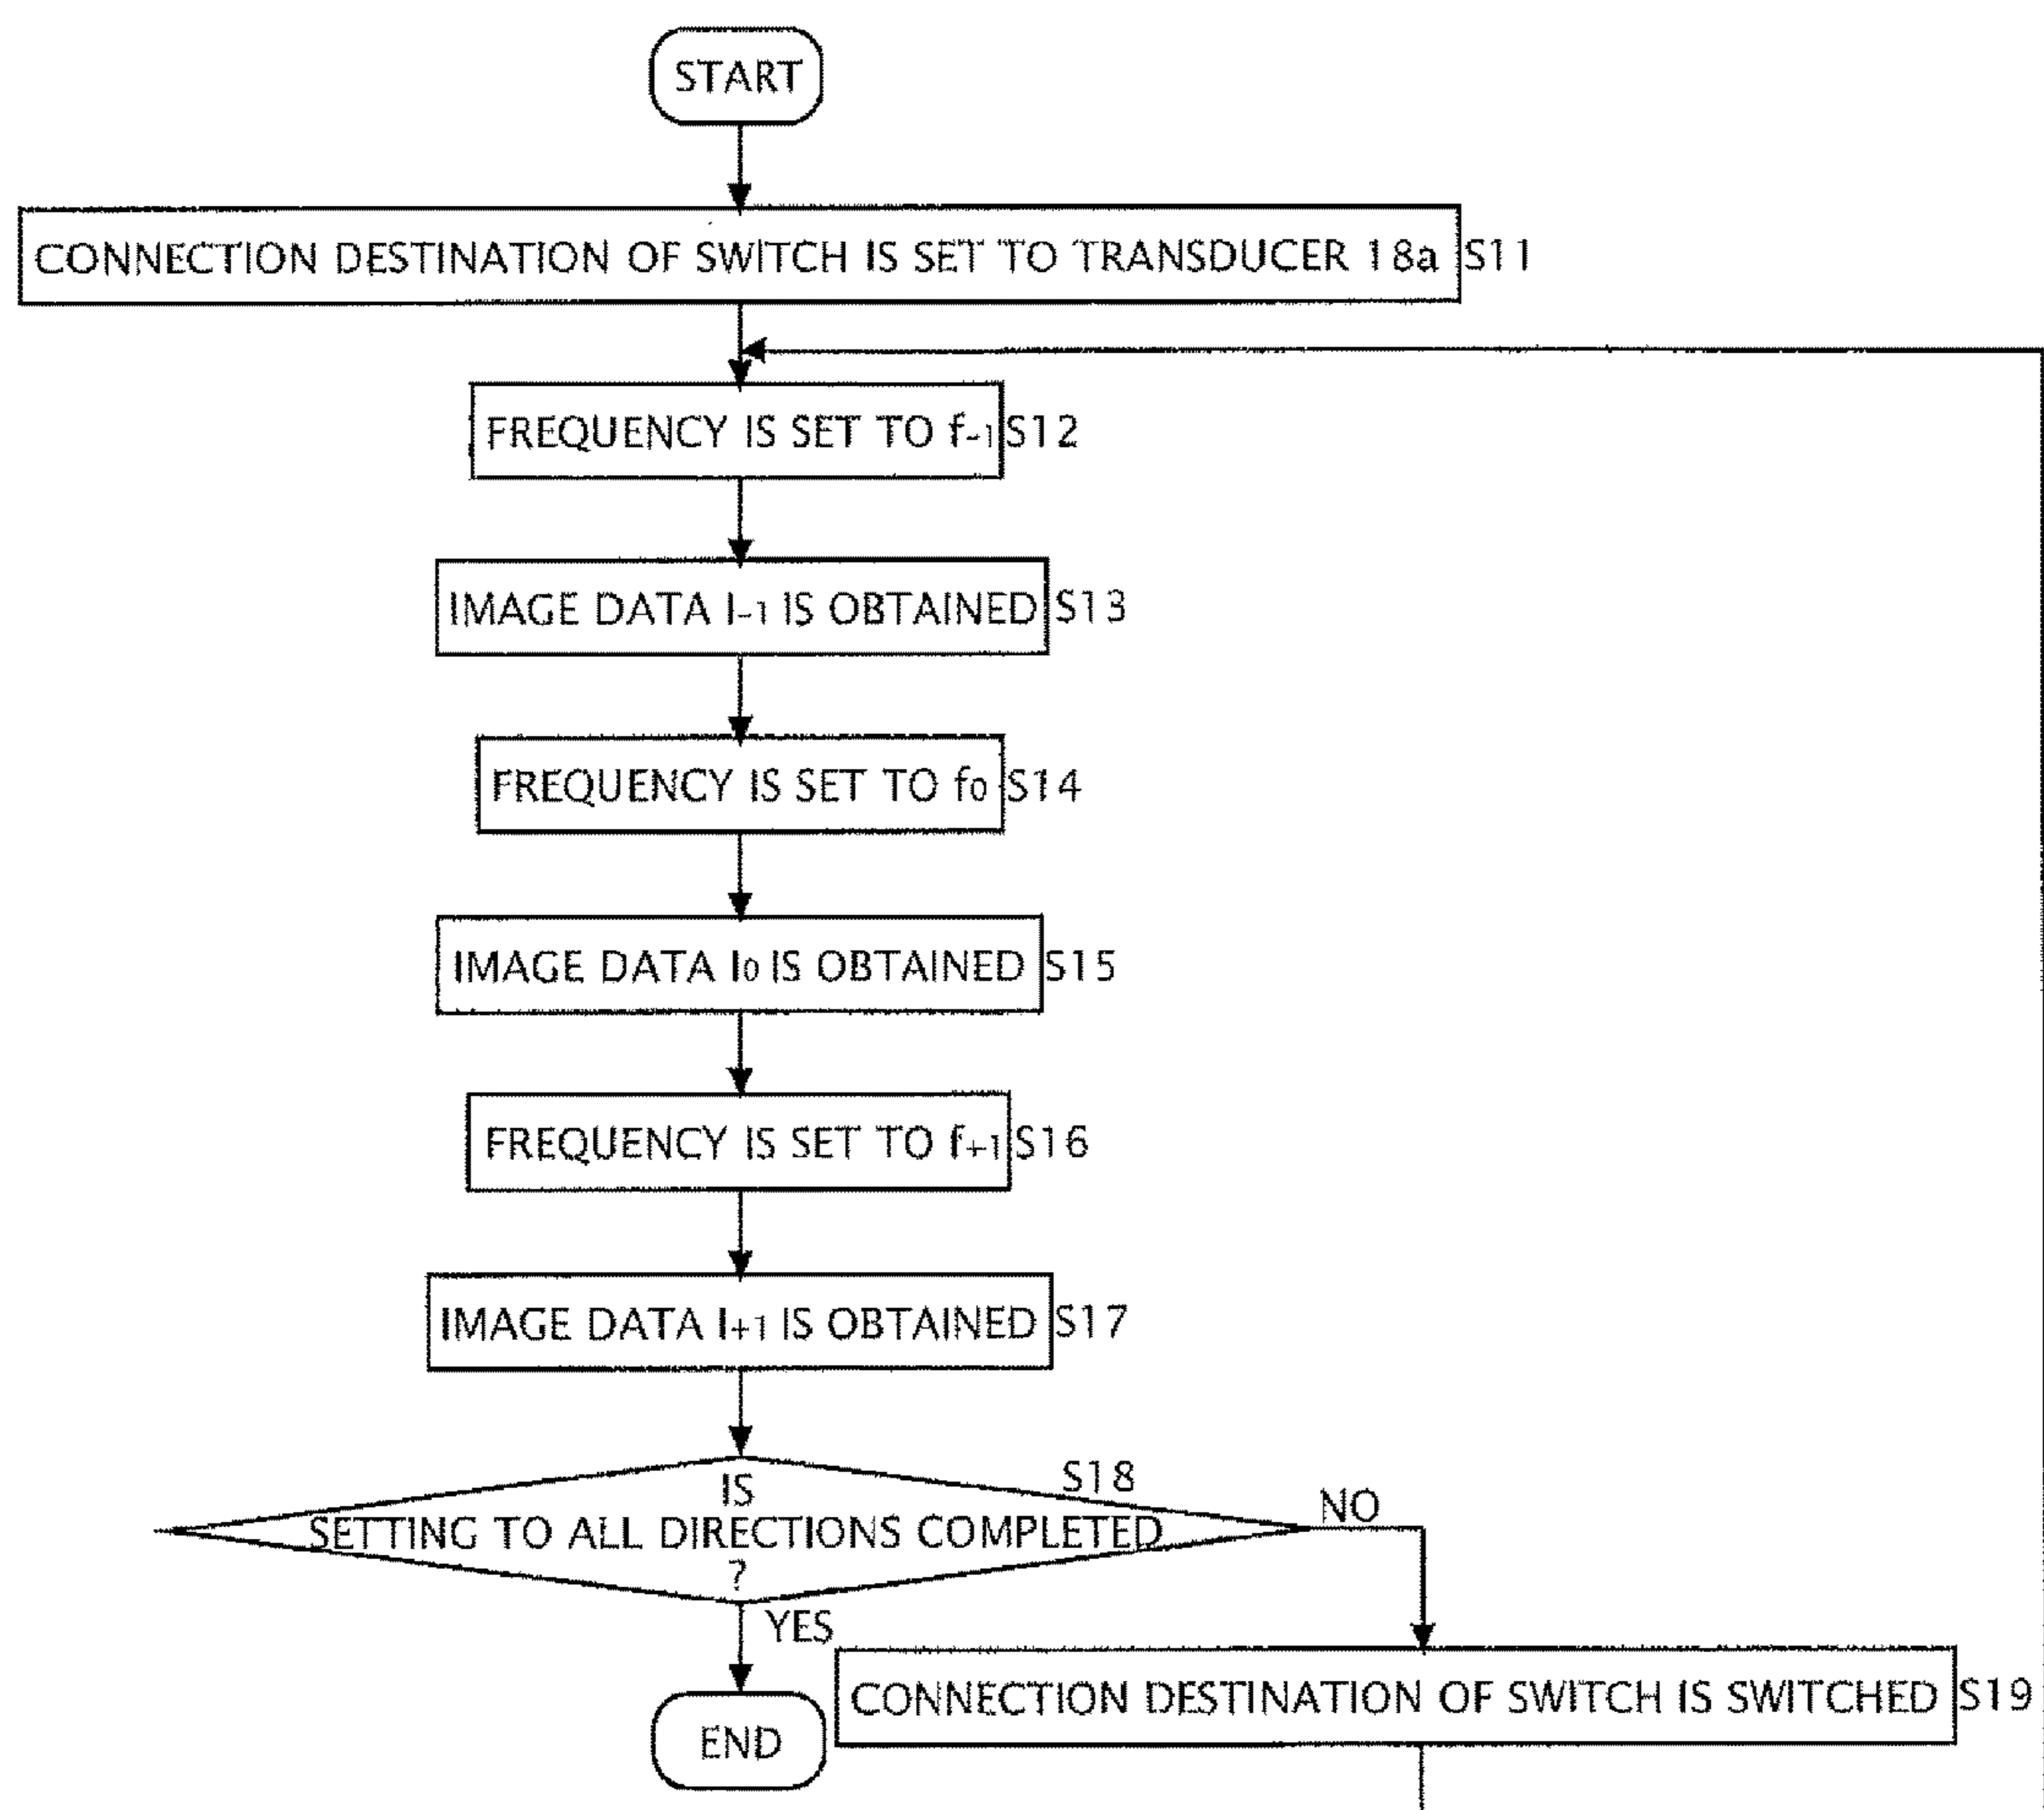 START
CONNECTION DESTINATION OF SWITCH IS SET TO TRANSDUCER 18a S11
FREQUENCY IS SET TO f-1 S12
IMAGE DATA I-1 IS OBTAINED S13
FREQUENCY IS SET TO f0 S14
IMAGE DATA I0 IS OBTAINED S15
FREQUENCY IS SET TO f+1 S16
IMAGE DATA I+1 IS OBTAINED S17
S18
IS
SETTING TO ALL DIRECTIONS COMPLETED
?
NO
YES
CONNECTION DESTINATION OF SWITCH IS SWITCHED S19
END